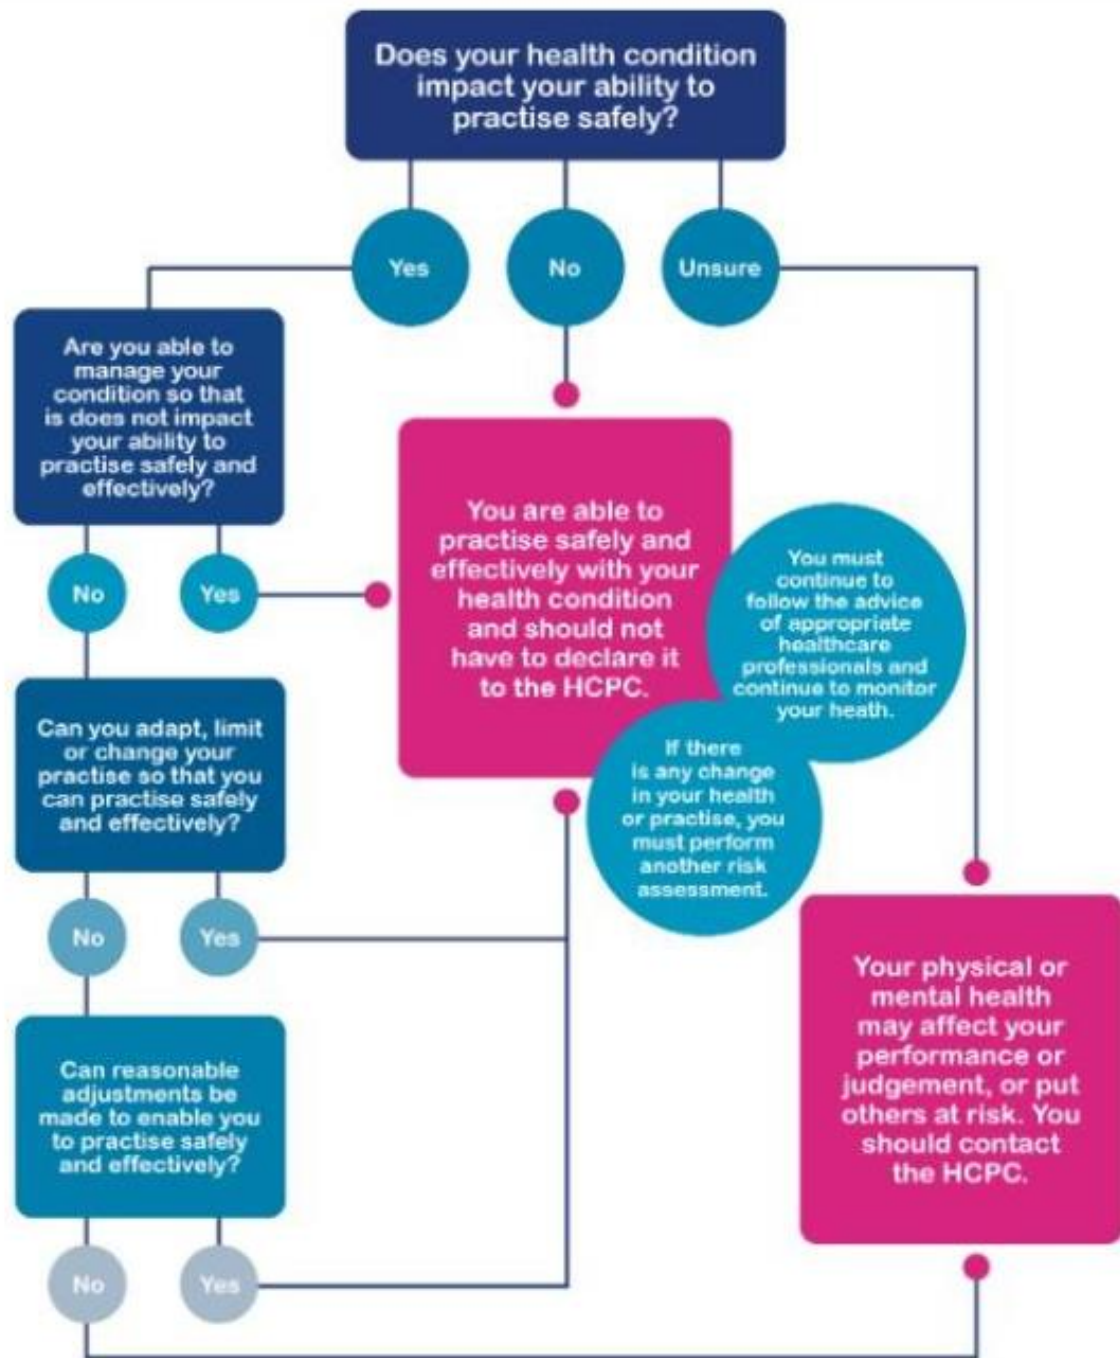 Does your health condition
impact your ability to
practise safely?
Yes
No
Unsure
Are you able to
manage your
condition so that
is does not impact
your ability to
practise safely and
effectively?
No
Yes
You are able to
practise safely and
effectively with your
health condition
and should not
have to declare it
to the HCPC.
You must
continue to
follow the advice
of appropriate
healthcare
professionals and
continue to monitor
your heath.
If there
is any change
in your health
or practise, you
must perform
another risk
assessment.
Can you adapt, limit
or change your
practise so that you
can practise safely
and effectively?
No
Yes
Your physical or
mental health
may affect your
performance or
judgement, or put
others at risk. You
should contact
the HCPC.
Can reasonable
adjustments be
made to enable you
to practise safely
and effectively?
No
Yes